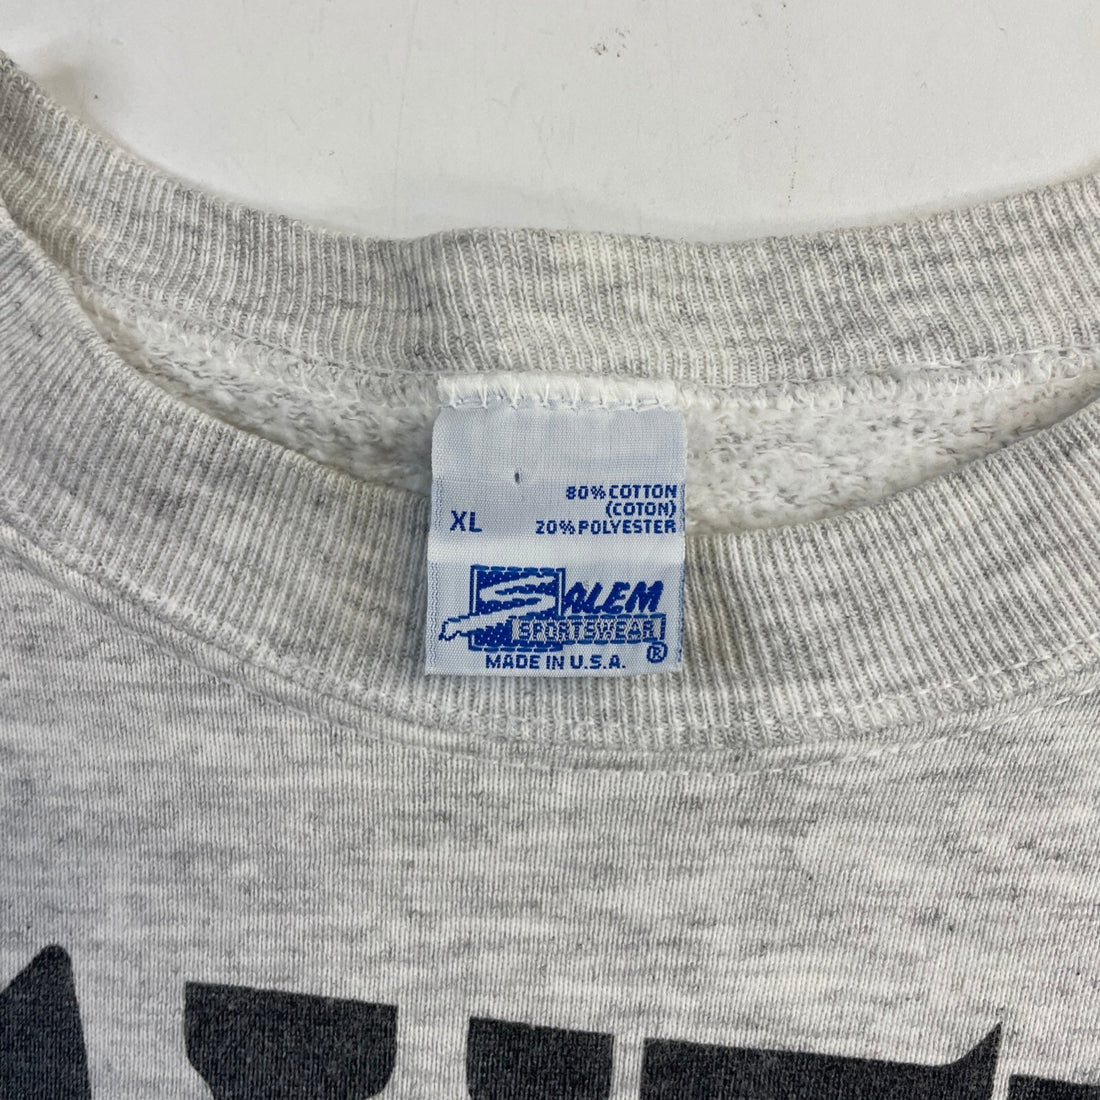 80% COTTON
(COTON)
XL 20% POLYESTER
SALEM
SPORTSWEAR
MADE IN U.S.A. ®